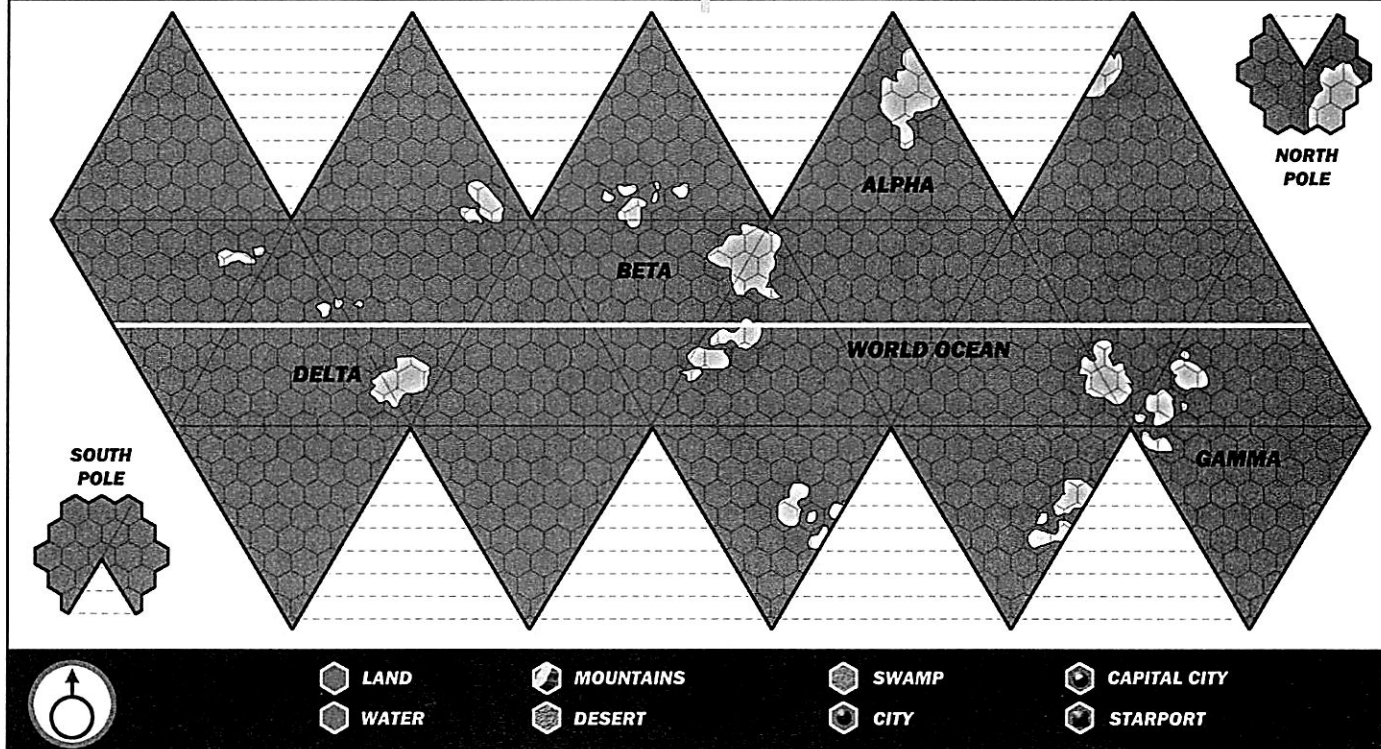 NORTH
POLE
ALPHA
BETA
WORLD OCEAN
DELTA
GAMMA
SOUTH
POLE
LAND
MOUNTAINS
SWAMP
CAPITAL CITY
WATER
DESERT
CITY
STARPORT